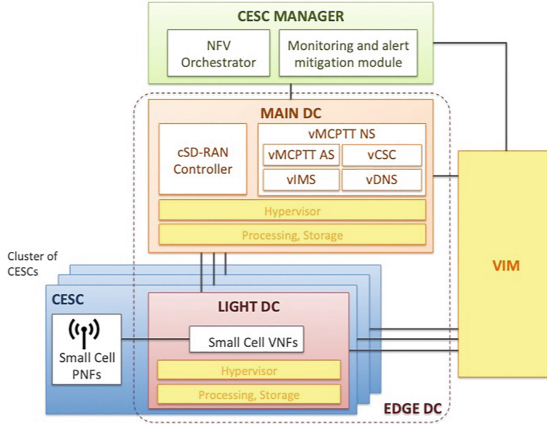 CESC MANAGER
NFV
Orchestrator
Monitoring and alert
mitigation module
MAIN DC
cSD-RAN
Controller
vMCPTT NS
vMCPTT AS
vCSC
vIMS
vDNS
Hypervisor
Processing, Storage
VIM
Cluster of
CESCs
CESC
Small Cell
PNFs
LIGHT DC
Small Cell VNFs
Hypervisor
Processing, Storage
EDGE DC